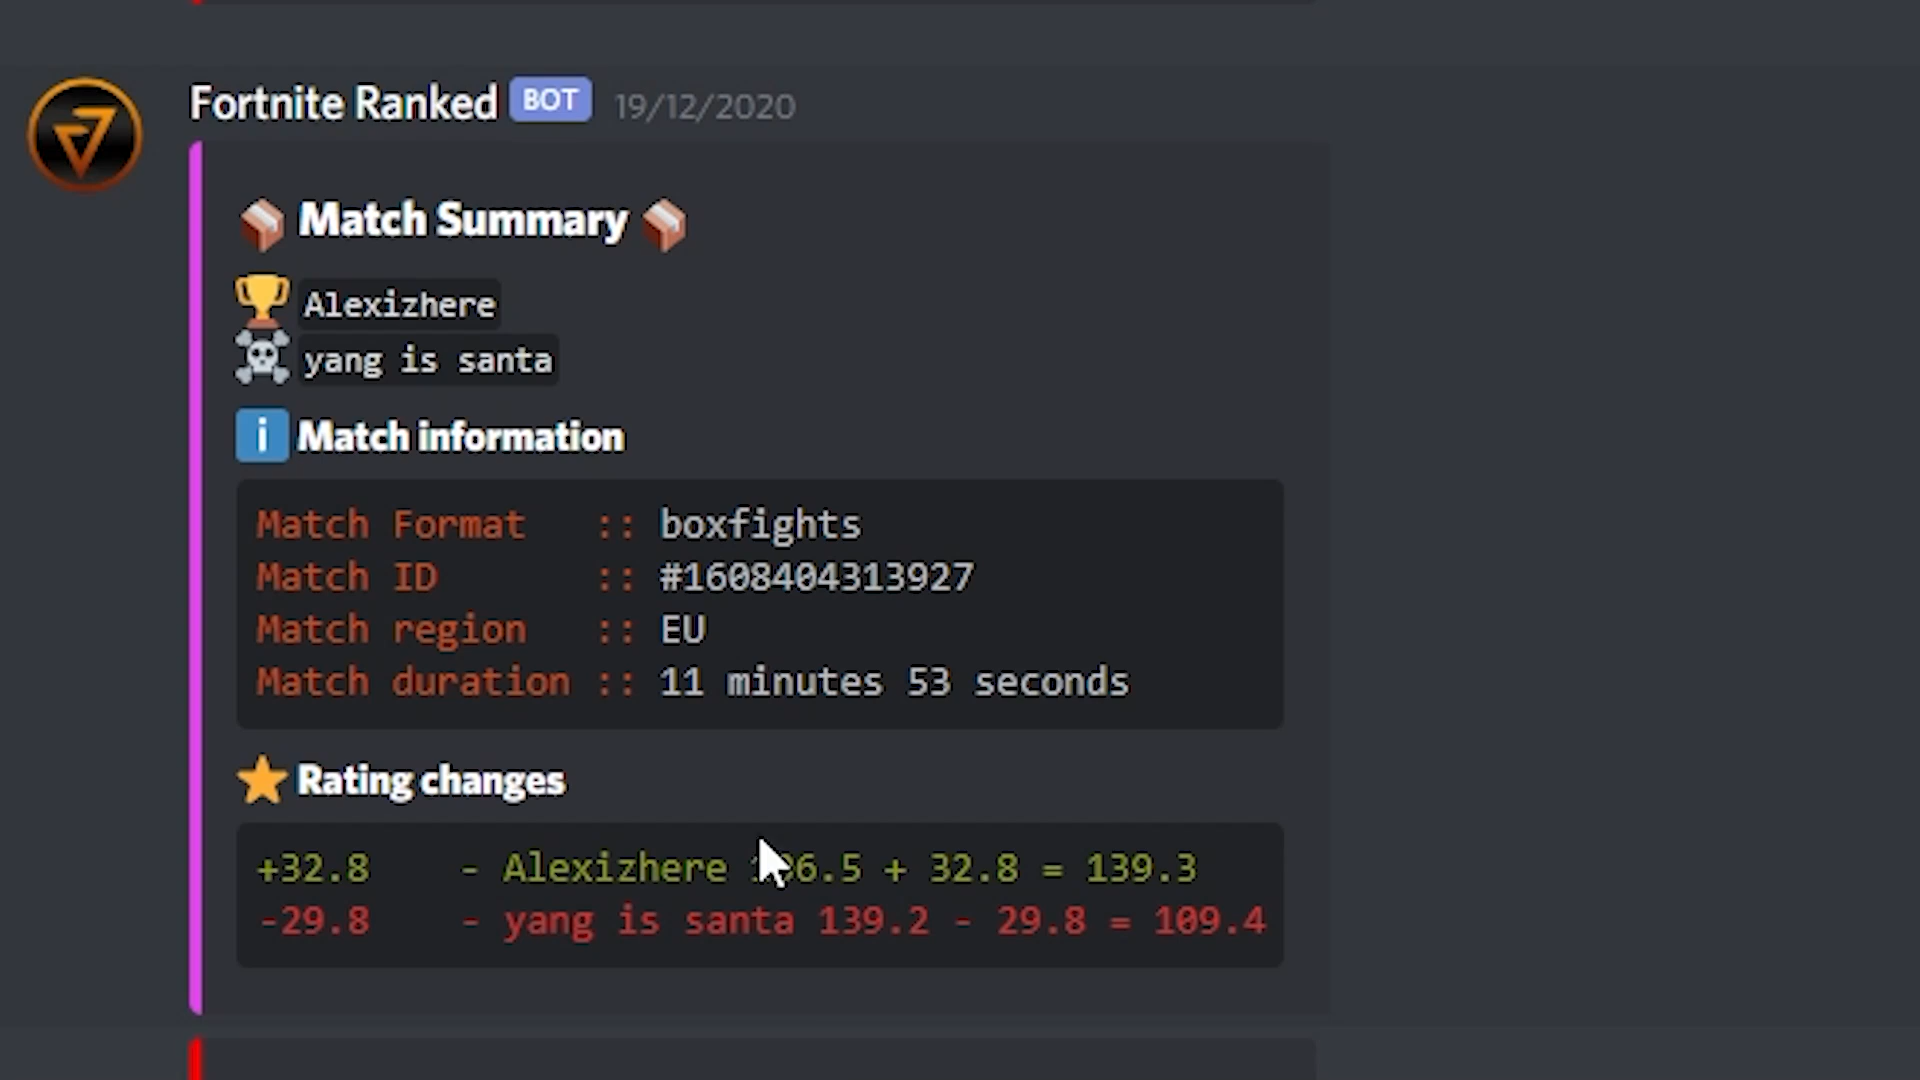 Fortnite Ranked BOT 19/12/2020
Match Summary
Alexizhere
yang is santa
i Match information
Match Format :: boxfights
Match ID :: #1608404313927
Match region :: EU
Match duration :: 11 minutes 53 seconds
Rating changes
+32.8 - Alexizhere + 32.8 = 139.3
-29.8 - yang is santa 139.2 - 29.8 = 109.4